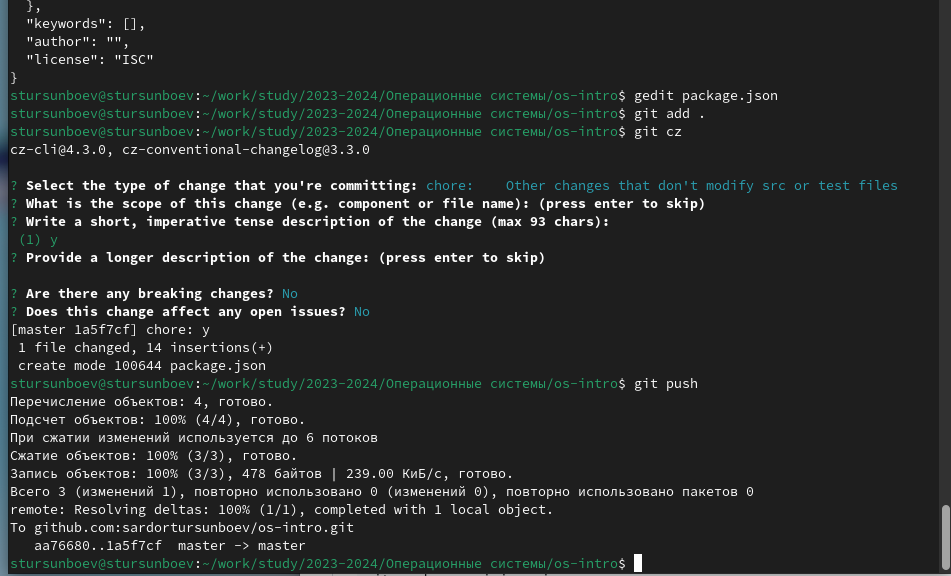 },
"keywords": [],
"author": "",
"license": "ISC"
}
stursunboev@stursunboev:~/work/study/2023-2024/Операционные системы/os-intro$ gedit package.json
stursunboev@stursunboev:~/work/study/2023-2024/Операционные системы/os-intro$ git add .
stursunboev@stursunboev:~/work/study/2023-2024/Операционные системы/os-intro$ git cz
cz-cli@4.3.0, cz-conventional-changelog@3.3.0
? Select the type of change that you're committing: chore:    Other changes that don't modify src or test files
? What is the scope of this change (e.g. component or file name): (press enter to skip)
? Write a short, imperative tense description of the change (max 93 chars):
(1) y
? Provide a longer description of the change: (press enter to skip)
? Are there any breaking changes? No
? Does this change affect any open issues? No
[master 1a5f7cf] chore: y
1 file changed, 14 insertions(+)
create mode 100644 package.json
stursunboev@stursunboev:~/work/study/2023-2024/Операционные системы/os-intro$ git push
Перечисление объектов: 4, готово.
Подсчет объектов: 100% (4/4), готово.
При сжатии изменений используется до 6 потоков
Сжатие объектов: 100% (3/3), готово.
Запись объектов: 100% (3/3), 478 байтов | 239.00 КиБ/с, готово.
Всего 3 (изменений 1), повторно использовано 0 (изменений 0), повторно использовано пакетов 0
remote: Resolving deltas: 100% (1/1), completed with 1 local object.
To github.com:sardortursunboev/os-intro.git
aa76680..1a5f7cf  master -> master
stursunboev@stursunboev:~/work/study/2023-2024/Операционные системы/os-intro$